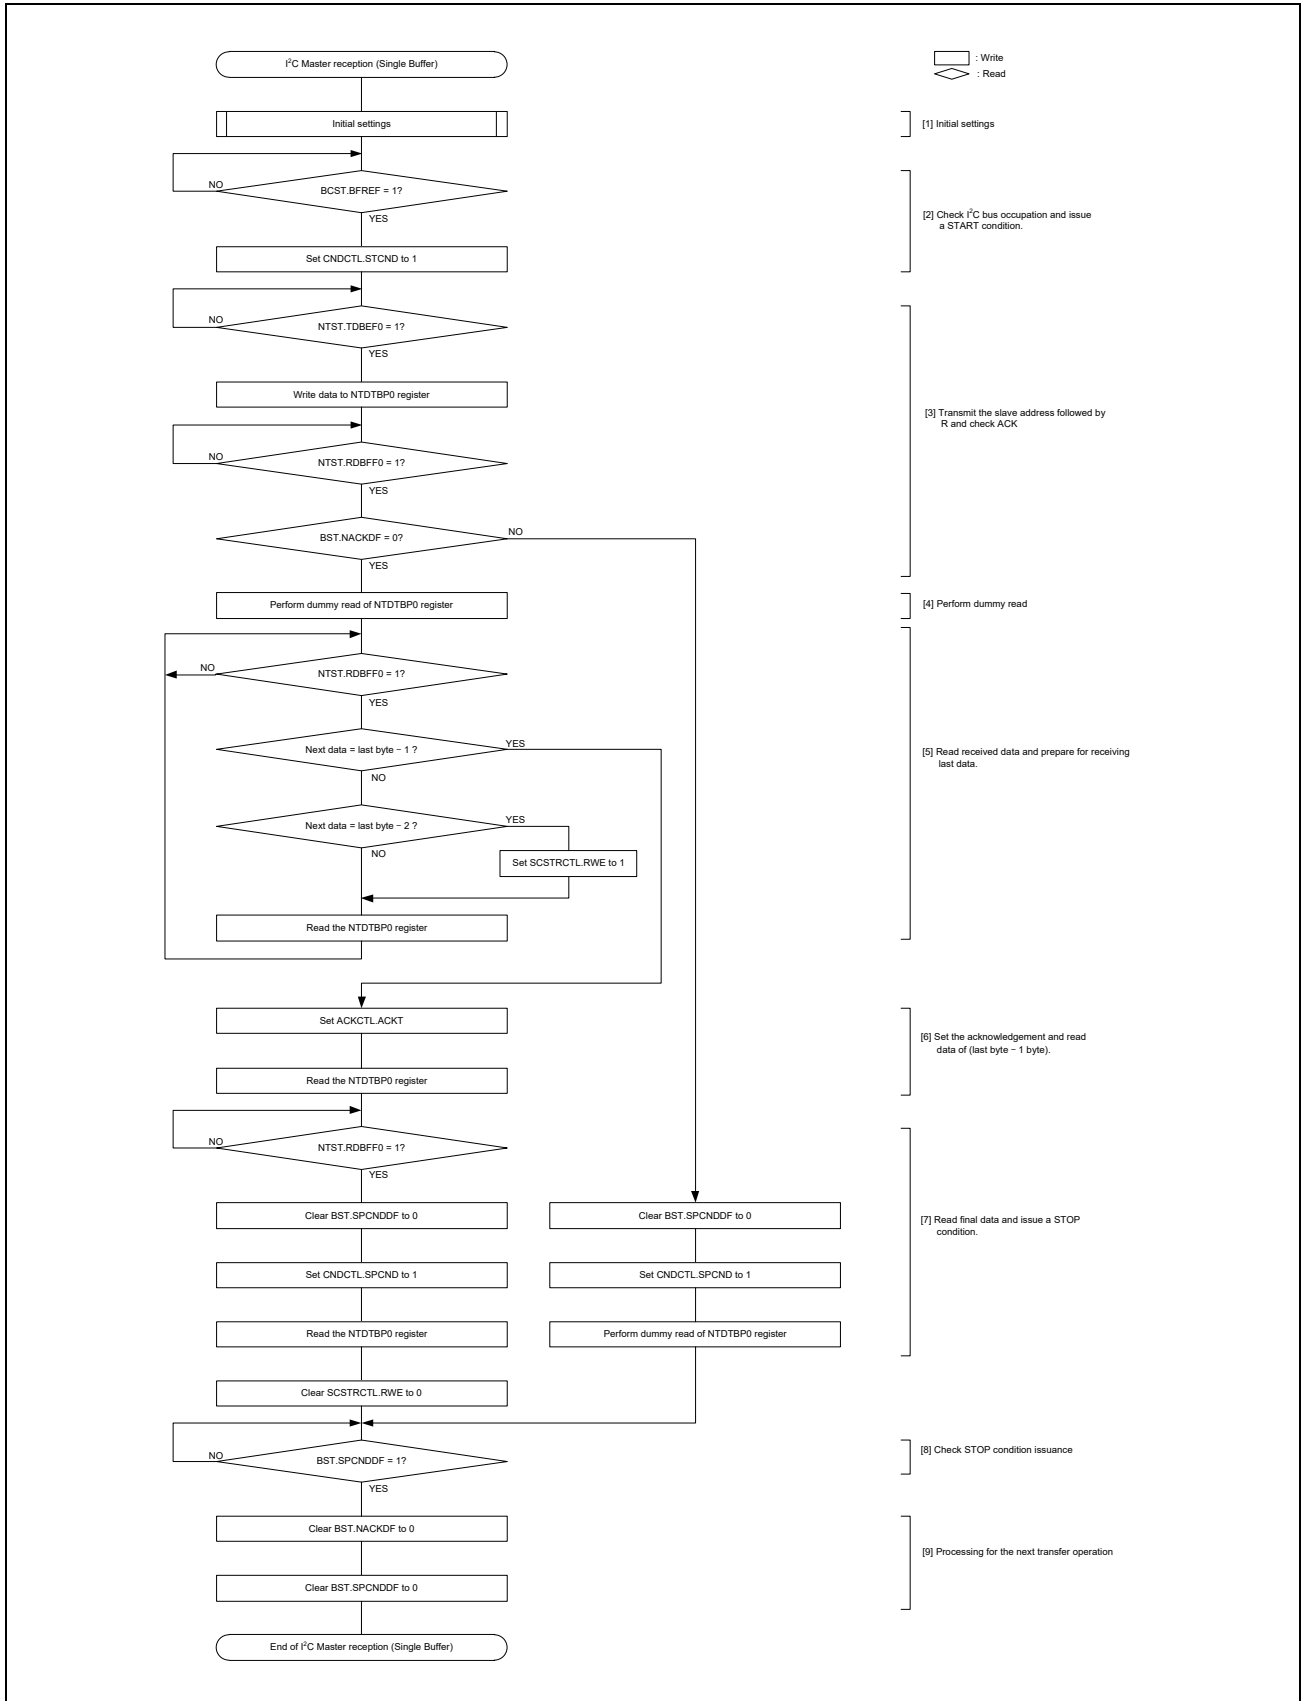 I²C Master reception (Single Buffer)
: Write
: Read
Initial settings
[1] Initial settings
NO
BCST.BFREF = 1?
YES
[2] Check I²C bus occupation and issue
a START condition.
Set CNDCTL.STCND to 1
NO
NTST.TDBEF0 = 1?
YES
Write data to NTDTBP0 register
[3] Transmit the slave address followed by
R and check ACK
NO
NTST.RDBFF0 = 1?
YES
BST.NACKDF = 0?
NO
YES
Perform dummy read of NTDTBP0 register
[4] Perform dummy read
NO
NTST.RDBFF0 = 1?
YES
Next data = last byte − 1 ?
YES
NO
[5] Read received data and prepare for receiving
last data.
Next data = last byte − 2 ?
YES
NO
Set SCSTRCTL.RWE to 1
Read the NTDTBP0 register
Set ACKCTL.ACKT
[6] Set the acknowledgement and read
data of (last byte − 1 byte).
Read the NTDTBP0 register
NO
NTST.RDBFF0 = 1?
YES
Clear BST.SPCNDDF to 0
Clear BST.SPCNDDF to 0
[7] Read final data and issue a STOP
condition.
Set CNDCTL.SPCND to 1
Set CNDCTL.SPCND to 1
Read the NTDTBP0 register
Perform dummy read of NTDTBP0 register
Clear SCSTRCTL.RWE to 0
NO
BST.SPCNDDF = 1?
YES
[8] Check STOP condition issuance
Clear BST.NACKDF to 0
[9] Processing for the next transfer operation
Clear BST.SPCNDDF to 0
End of I²C Master reception (Single Buffer)